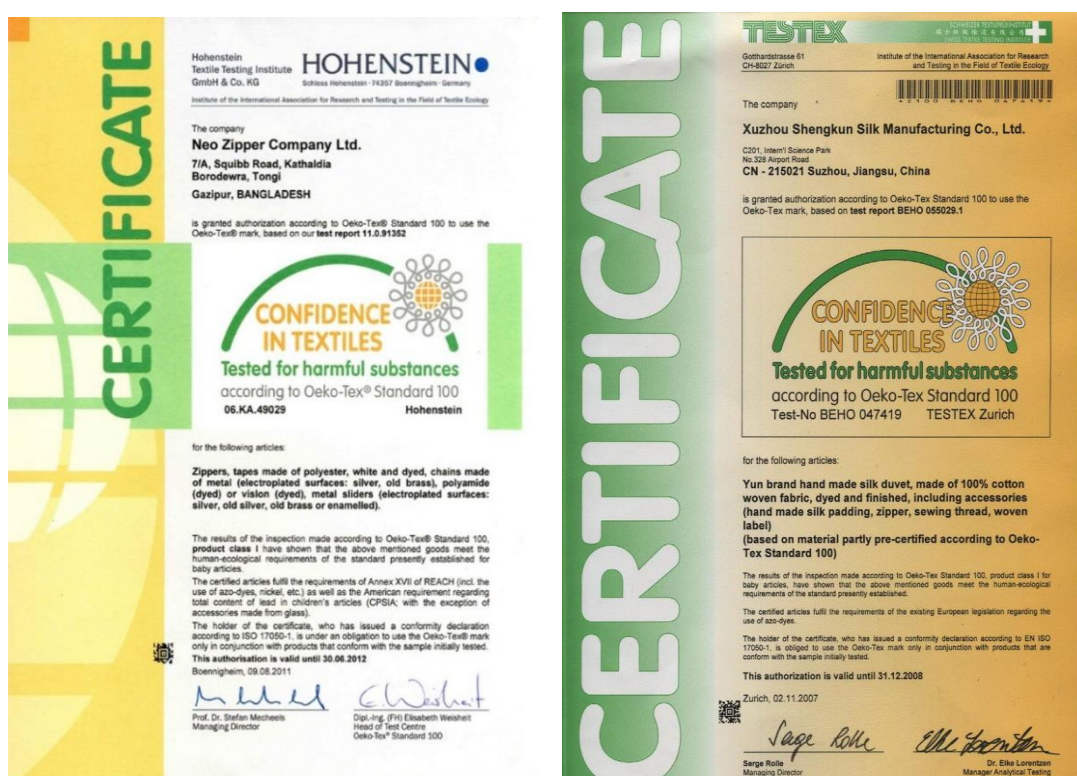 CERTIFICATE
Hohenstein
Textile Testing Institute
GmbH & Co. KG
HOHENSTEIN
Schloss Hohenstein · 74357 Boennigheim · Germany
Institute of the International Association for Research and Testing in the Field of Textile Ecology
The company
Neo Zipper Company Ltd.
7/A, Squibb Road, Kathaldia
Borodewra, Tongi
Gazipur, BANGLADESH
is granted authorization according to Oeko-Tex® Standard 100 to use the
Oeko-Tex® mark, based on our test report 11.0.91352
CONFIDENCE
IN TEXTILES
Tested for harmful substances
according to Oeko-Tex® Standard 100
06.KA.49029 Hohenstein
for the following articles:
Zippers, tapes made of polyester, white and dyed, chains made
of metal (electroplated surfaces: silver, old brass), polyamide
(dyed) or vislon (dyed), metal sliders (electroplated surfaces:
silver, old silver, old brass or enamelled).
The results of the inspection made according to Oeko-Tex® Standard 100,
product class I have shown that the above mentioned goods meet the
human-ecological requirements of the standard presently established for
baby articles.
The certified articles fulfil the requirements of Annex XVII of REACH (incl. the
use of azo-dyes, nickel, etc.) as well as the American requirement regarding
total content of lead in children's articles (CPSIA; with the exception of
accessories made from glass).
The holder of the certificate, who has issued a conformity declaration
according to ISO 17050-1, is under an obligation to use the Oeko-Tex® mark
only in conjunction with products that conform with the sample initially tested.
This authorisation is valid until 30.06.2012
Boennigheim, 09.08.2011
Prof. Dr. Stefan Mecheels
Managing Director
Dipl.-Ing. (FH) Elisabeth Weisheit
Head of Test Centre
Oeko-Tex® Standard 100
CERTIFICATE
TESTEX
SCHWEIZER TEXTILPRÜFINSTITUT
SWISS TEXTILE TESTING INSTITUTE
Gotthardstrasse 61
CH-8027 Zürich
Institute of the International Association for Research
and Testing in the Field of Textile Ecology
*2100 BEHO 047419*
The company
Xuzhou Shengkun Silk Manufacturing Co., Ltd.
C201, Intern'l Science Park
No.328 Airport Road
CN - 215021 Suzhou, Jiangsu, China
is granted authorization according to Oeko-Tex Standard 100 to use the
Oeko-Tex mark, based on test report BEHO 055029.1
CONFIDENCE
IN TEXTILES
Tested for harmful substances
according to Oeko-Tex Standard 100
Test-No BEHO 047419 TESTEX Zurich
for the following articles:
Yun brand hand made silk duvet, made of 100% cotton
woven fabric, dyed and finished, including accessories
(hand made silk padding, zipper, sewing thread, woven
label)
(based on material partly pre-certified according to Oeko-
Tex Standard 100)
The results of the inspection made according to Oeko-Tex Standard 100, product class I for
baby articles, have shown that the above mentioned goods meet the human-ecological
requirements of the standard presently established.
The certified articles fulfil the requirements of the existing European legislation regarding the
use of azo-dyes.
The holder of the certificate, who has issued a conformity declaration according to EN ISO
17050-1, is obliged to use the Oeko-Tex mark only in conjunction with products that are
conform with the sample initially tested.
This authorization is valid until 31.12.2008
Zurich, 02.11.2007
Serge Rolle
Elke Lorentzen
Serge Rolle
Managing Director
Dr. Elke Lorentzen
Manager Analytical Testing